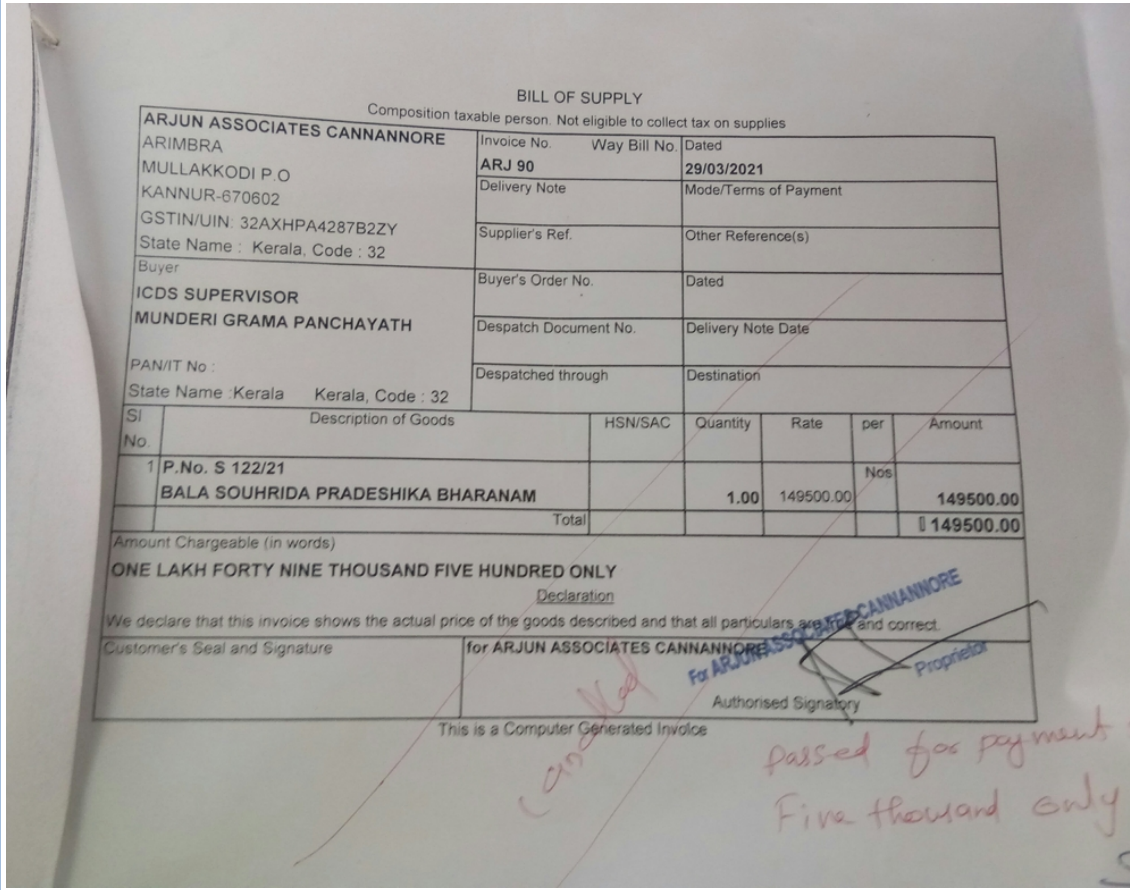 BILL OF SUPPLY
Composition taxable person. Not eligible to collect tax on supplies
ARJUN ASSOCIATES CANNANNORE
ARIMBRA
MULLAKKODI P.O
KANNUR-670602
GSTIN/UIN: 32AXHPA4287B2ZY
State Name : Kerala, Code : 32
Invoice No. Way Bill No. Dated
ARJ 90 29/03/2021
Delivery Note Mode/Terms of Payment
Supplier's Ref. Other Reference(s)
Buyer
ICDS SUPERVISOR
MUNDERI GRAMA PANCHAYATH
PAN/IT No :
State Name :Kerala Kerala, Code : 32
Buyer's Order No. Dated
Despatch Document No. Delivery Note Date
Despatched through Destination
Sl No. Description of Goods HSN/SAC Quantity Rate per Amount
1 P.No. S 122/21 Nos
BALA SOUHRIDA PRADESHIKA BHARANAM 1.00 149500.00 149500.00
Total 149500.00
Amount Chargeable (in words)
ONE LAKH FORTY NINE THOUSAND FIVE HUNDRED ONLY
Declaration
We declare that this invoice shows the actual price of the goods described and that all particulars are true and correct.
Customer's Seal and Signature
for ARJUN ASSOCIATES CANNANNORE
For ARJUN ASSOCIATES CANNANNORE
Proprietor
Authorised Signatory
This is a Computer Generated Invoice
Cancelled
Passed for payment
Five thousand only